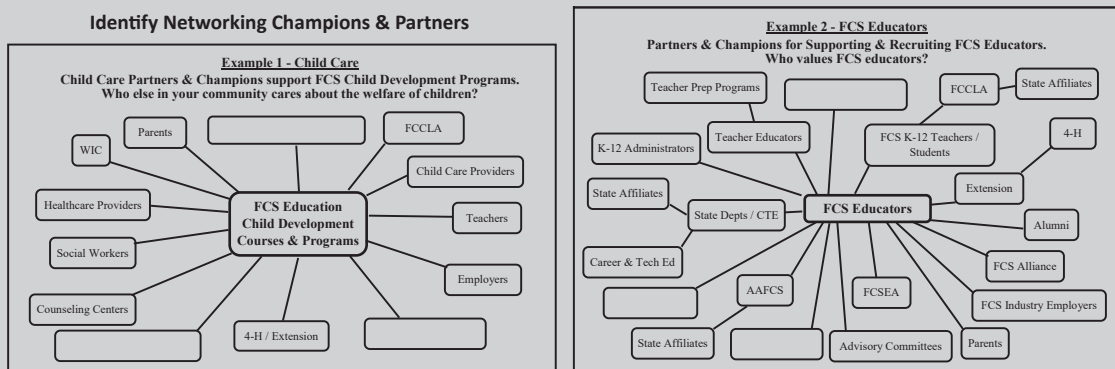 Identify Networking Champions & Partners
Example 1 - Child Care
Child Care Partners & Champions support FCS Child Development Programs.
Who else in your community cares about the welfare of children?
Parents
FCCLA
WIC
Child Care Providers
Healthcare Providers
FCS Education
Child Development
Courses & Programs
Teachers
Social Workers
Employers
Counseling Centers
4-H / Extension
Example 2 - FCS Educators
Partners & Champions for Supporting & Recruiting FCS Educators.
Who values FCS educators?
Teacher Prep Programs
FCCLA
State Affiliates
Teacher Educators
FCS K-12 Teachers /
Students
4-H
K-12 Administrators
Extension
State Affiliates
State Depts / CTE
FCS Educators
Alumni
Career & Tech Ed
FCS Alliance
AAFCS
FCSEA
FCS Industry Employers
State Affiliates
Advisory Committees
Parents